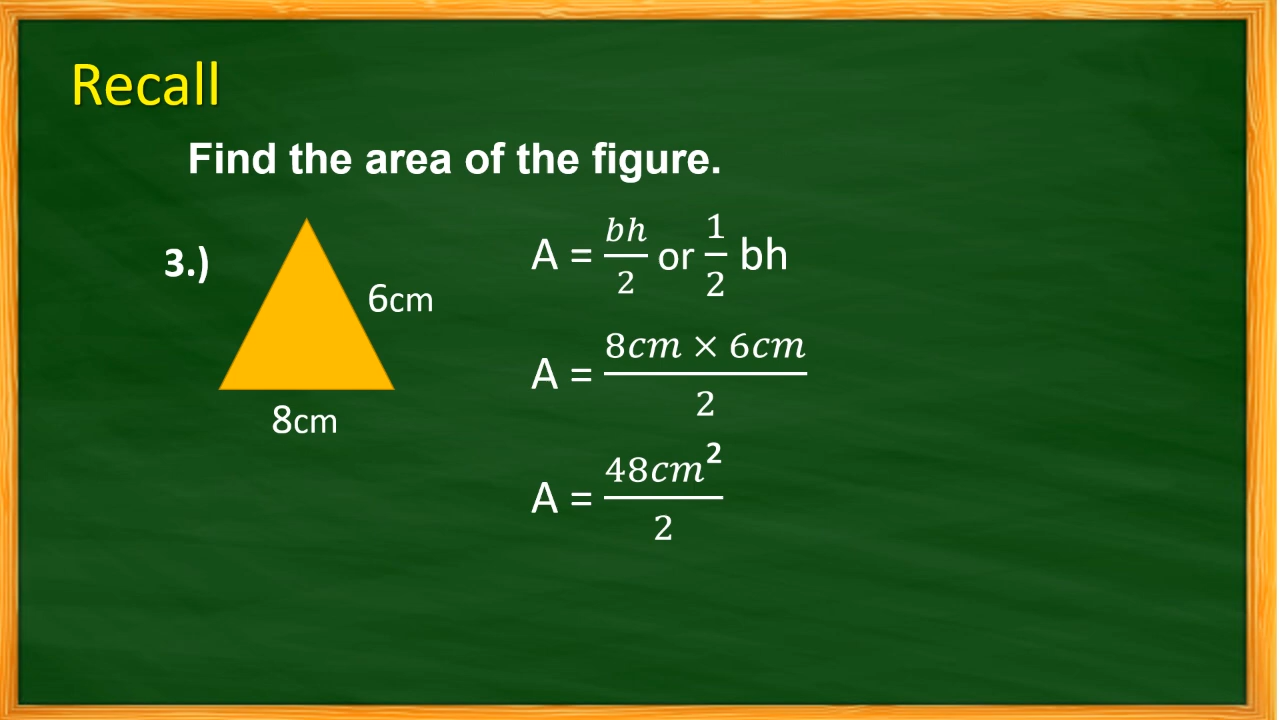 Recall
Find the area of the figure.
3.)
6cm
8cm
A = bh/2 or 1/2 bh
A = 8cm × 6cm/2
A = 48cm²/2